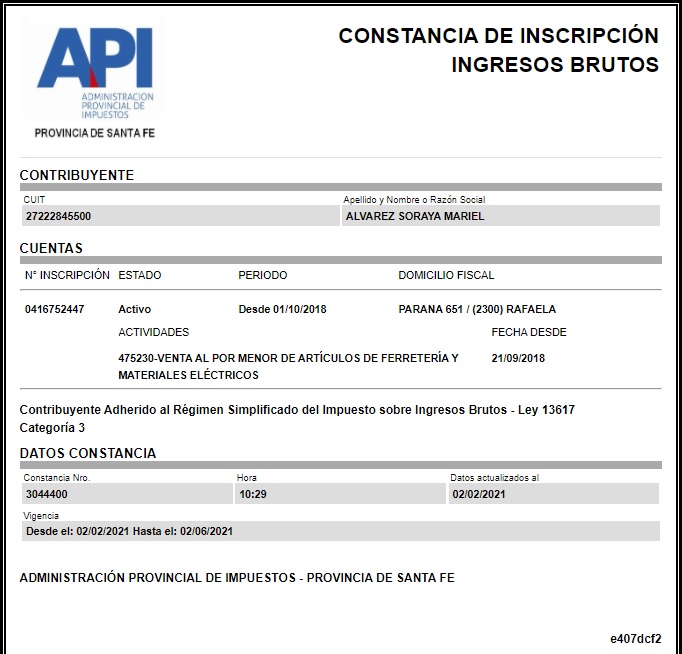 CONSTANCIA DE INSCRIPCIÓN
INGRESOS BRUTOS
API
ADMINISTRACION
PROVINCIAL DE
IMPUESTOS
PROVINCIA DE SANTA FE
CONTRIBUYENTE
CUIT Apellido y Nombre o Razón Social
27222845500 ALVAREZ SORAYA MARIEL
CUENTAS
N° INSCRIPCIÓN ESTADO PERIODO DOMICILIO FISCAL
0416752447 Activo Desde 01/10/2018 PARANA 651 / (2300) RAFAELA
ACTIVIDADES FECHA DESDE
475230-VENTA AL POR MENOR DE ARTÍCULOS DE FERRETERÍA Y 21/09/2018
MATERIALES ELÉCTRICOS
Contribuyente Adherido al Régimen Simplificado del Impuesto sobre Ingresos Brutos - Ley 13617
Categoría 3
DATOS CONSTANCIA
Constancia Nro. Hora Datos actualizados al
3044400 10:29 02/02/2021
Vigencia
Desde el: 02/02/2021 Hasta el: 02/06/2021
ADMINISTRACIÓN PROVINCIAL DE IMPUESTOS - PROVINCIA DE SANTA FE
e407dcf2